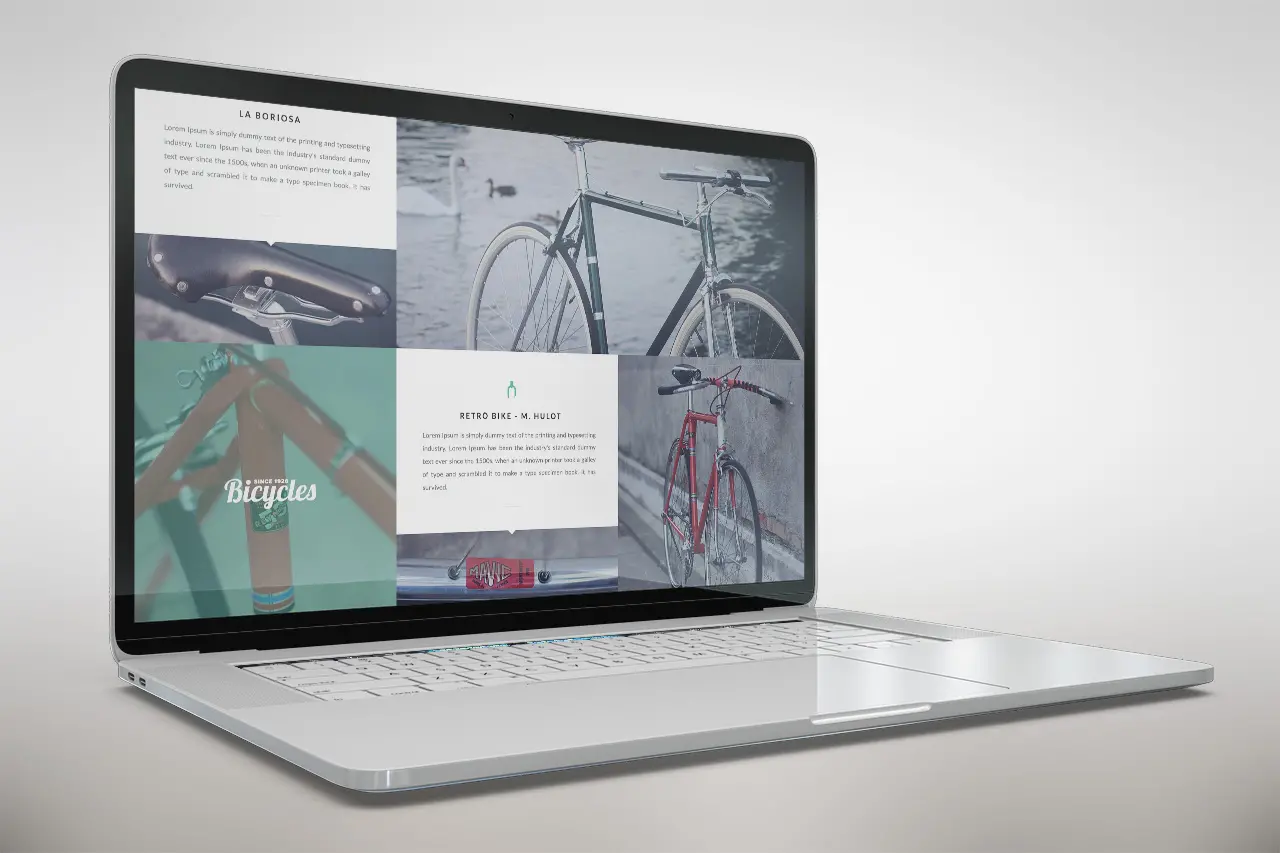 LA BORIOSA
Lorem Ipsum is simply dummy text of the printing and typesetting
industry. Lorem Ipsum has been the industry's standard dummy
text ever since the 1500s, when an unknown printer took a galley
of type and scrambled it to make a type specimen book. It has
survived.
RETRO BIKE - M. HULOT
Lorem Ipsum is simply dummy text of the printing and typesetting
industry. Lorem Ipsum has been the industry's standard dummy
text ever since the 1500s, when an unknown printer took a galley
of type and scrambled it to make a type specimen book. It has
survived.
SINCE 1926
Bicycles
MAVIC